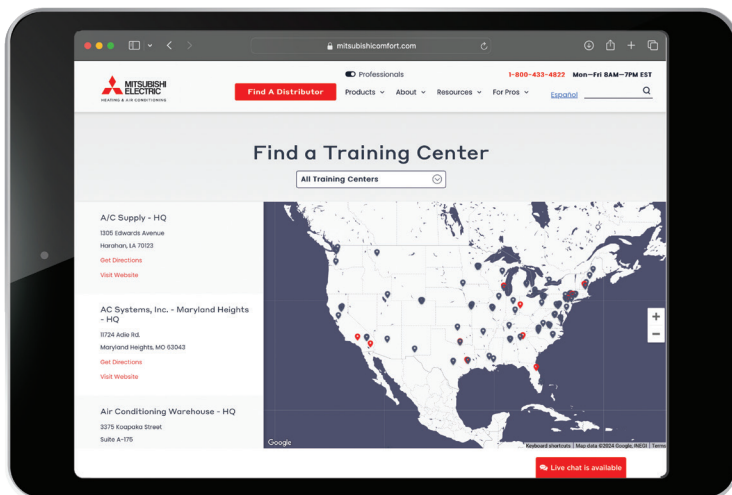 mitsubishicomfort.com
Professionals
1-800-433-4822 Mon—Fri 8AM—7PM EST
MITSUBISHI
ELECTRIC
HEATING & AIR CONDITIONING
Find A Distributor
Products
About
Resources
For Pros
Español
Find a Training Center
All Training Centers
A/C Supply - HQ
1305 Edwards Avenue
Harahan, LA 70123
Get Directions
Visit Website
AC Systems, Inc. - Maryland Heights
- HQ
11724 Adie Rd.
Maryland Heights, MO 63043
Get Directions
Visit Website
Air Conditioning Warehouse - HQ
3375 Koapaka Street
Suite A-175
Google
Keyboard shortcuts
Map data ©2024 Google, INEGI
Terms
Live chat is available